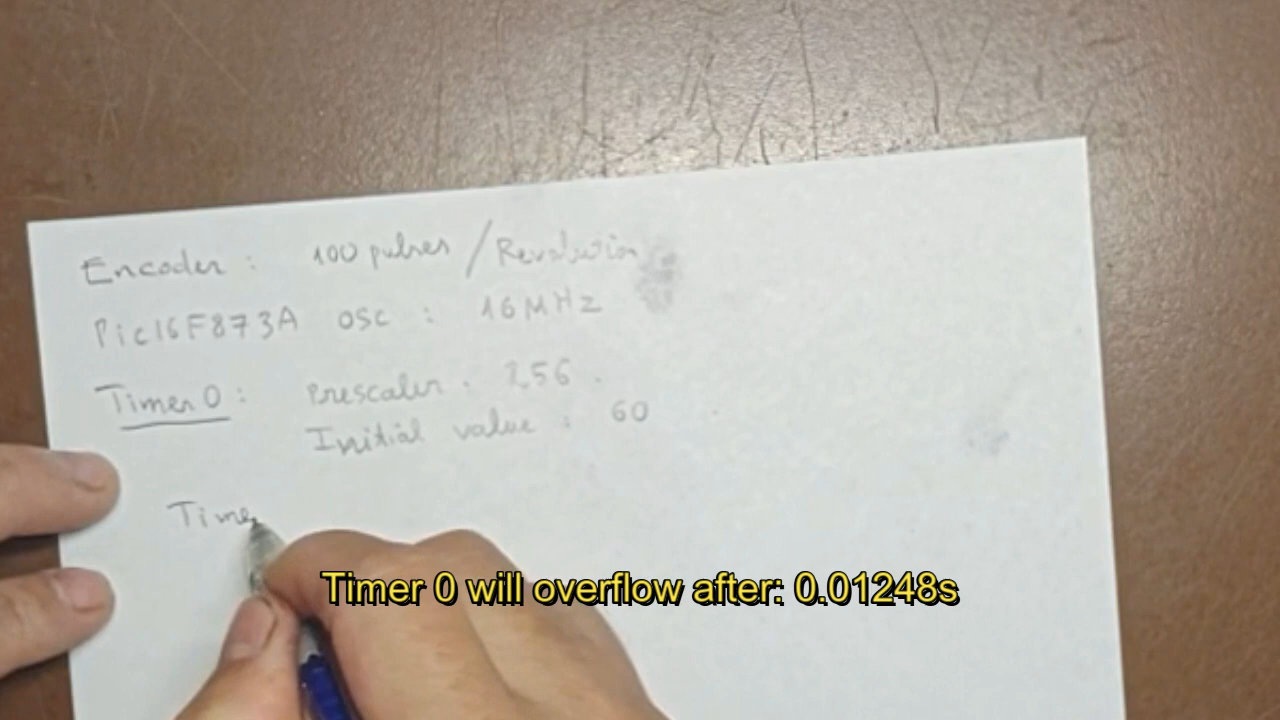 Encoder : 100 pulses / Revolution
Pic16F873A osc : 16MHz
Timer 0 : Prescaler : 256
Initial value : 60
Time
Timer 0 will overflow after: 0.01248s